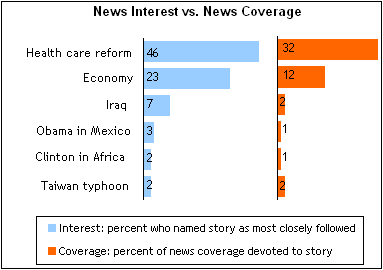 News Interest vs. News Coverage
Health care reform 46 32
Economy 23 12
Iraq 7 2
Obama in Mexico 3 1
Clinton in Africa 2 1
Taiwan typhoon 2 2
Interest: percent who named story as most closely followed
Coverage: percent of news coverage devoted to story